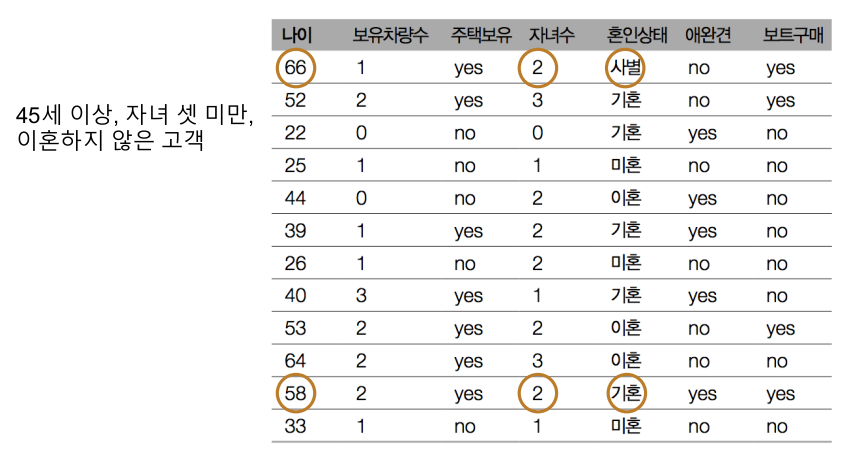 45세 이상, 자녀 셋 미만,
이혼하지 않은 고객
나이 보유차량수 주택보유 자녀수 혼인상태 애완견 보트구매
66 1 yes 2 사별 no yes
52 2 yes 3 기혼 no yes
22 0 no 0 기혼 yes no
25 1 no 1 미혼 no no
44 0 no 2 이혼 yes no
39 1 yes 2 기혼 yes no
26 1 no 2 미혼 no no
40 3 yes 1 기혼 yes no
53 2 yes 2 이혼 no yes
64 2 yes 3 이혼 no no
58 2 yes 2 기혼 yes yes
33 1 no 1 미혼 no no